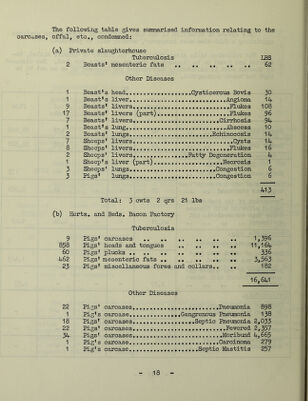 The following table gives summarised information relating to the
carcases, offal, etc., condemned:
(a) Private slaughterhouse
Tuberculosis LBS
2 Beasts' mesenteric fats .. .. .. .. .. 62
Other Diseases
1 Beast's head...............Cysticercus Bovis 30
1 Beast's liver........................Angioma 14
9 Beasts' livers........................Flukes 108
17 Beasts' livers (part).................Flukes 96
7 Beasts' livers.....................Cirrhosis 94
1 Beast's lung.........................Abscess 10
2 Beasts' lungs...................Echinococcus 14
7 Sheeps' livers.........................Cysts 14
8 Sheeps' livers........................Flukes 16
2 Sheeps' livers............Fatty Degeneration 4
1 Sheep's liver (part)................Necrosis 1
3 Sheeps' lungs.....................Congestion 6
3 Pigs' lungs.....................Congestion 6
413
Total: 3 cwts 2 qrs 21 lbs
(b) Herts. and Beds. Bacon Factory
Tuberculosis
9 Pigs' carcases .. .. .. .. 1,396
858 Pigs' heads and tongues .. .. .. 11,164
60 Pigs' plucks .. .. .. .. .. 336
462 Pigs' mesenteric fats .. .. .. .. 3,563
23 Pigs' miscellaneous fores and collars.. .. 182
16,641
Other Diseases
22 Pigs' carcases.....................Pneumonia 898
1 Pig's carcase............Gangrenous Pneumonia 138
18 Pigs' carcases..............Septic Pneumonia 2,033
22 Pigs' carcases.......................Fevered 2,357
34 Pigs' carcases......................Moribund 4,665
1 Pig's carcase.....................Carcinoma 279
1 Pig's carcase................Septic Mastitis 257
- 18 -